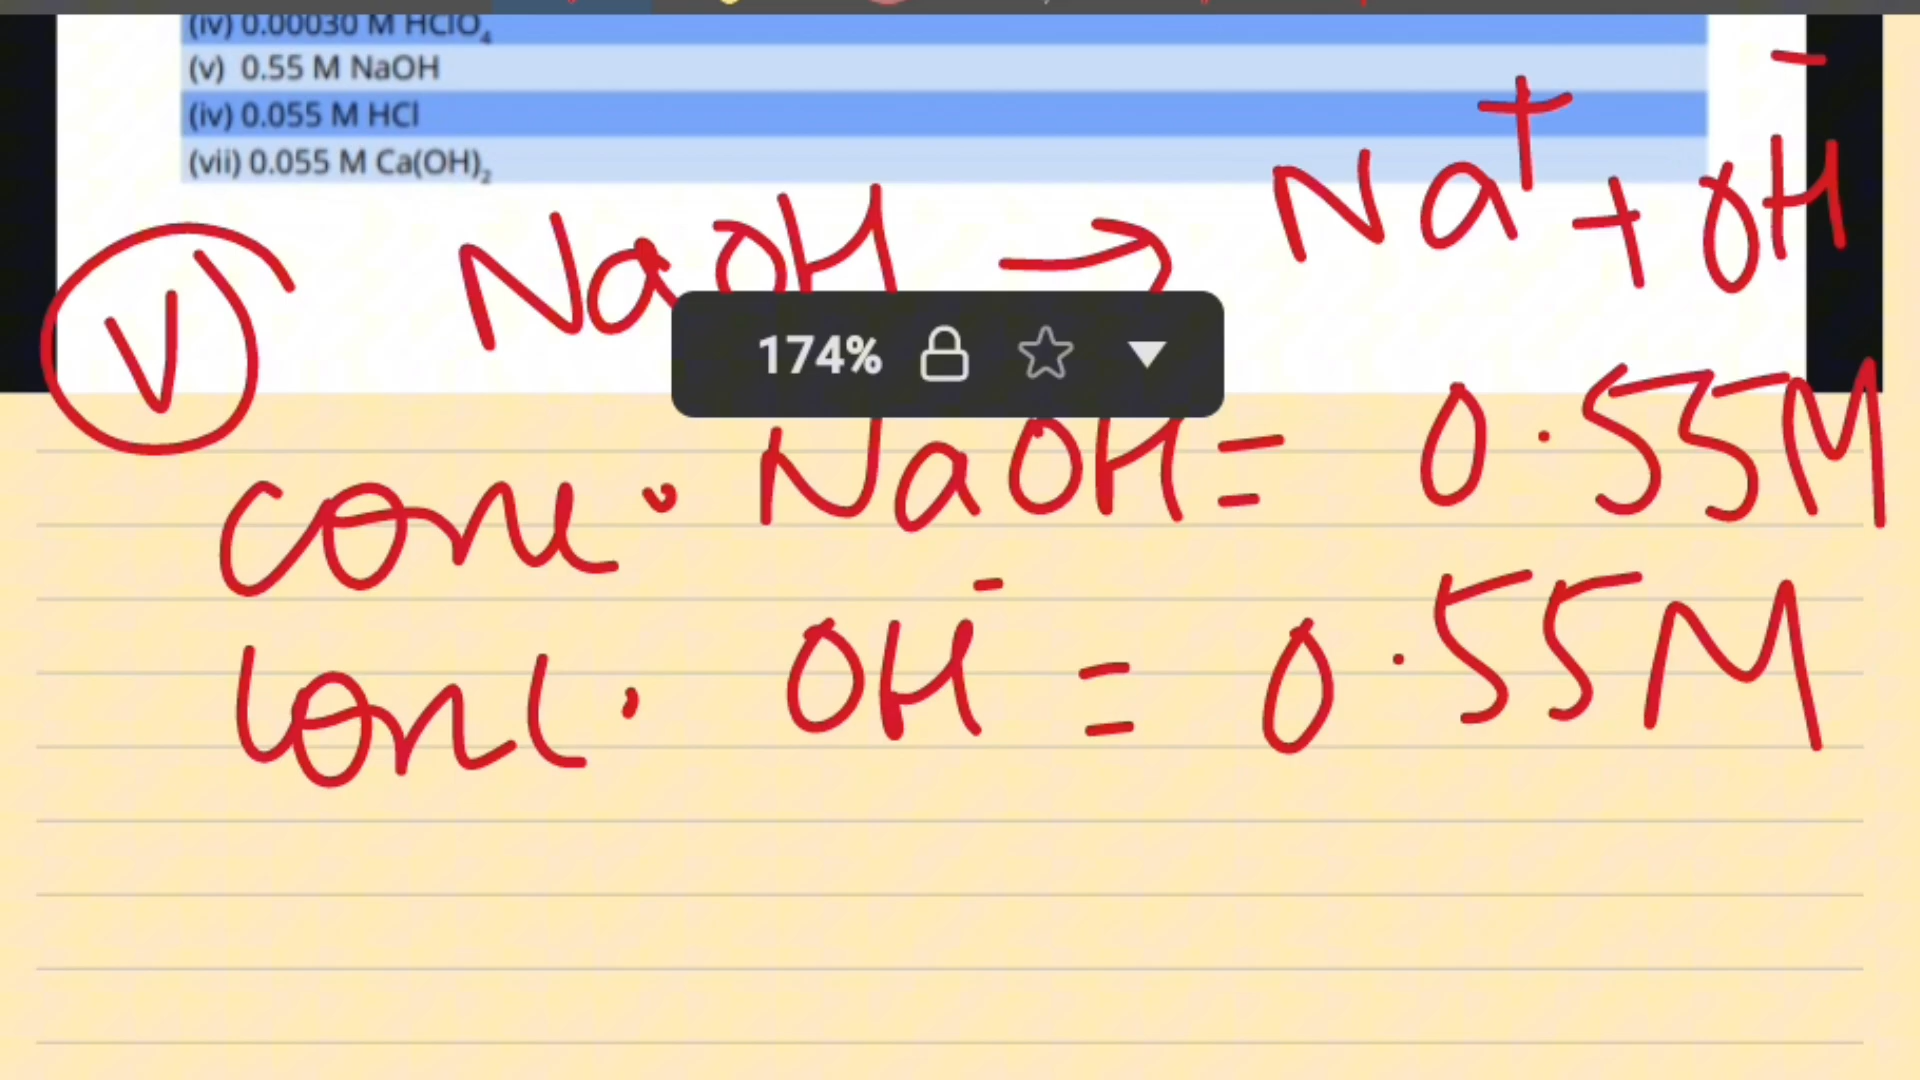 (iv) 0.00030 M HClO₄
(v) 0.55 M NaOH
(iv) 0.055 M HCl
(vii) 0.055 M Ca(OH)₂
V NaOH → Na⁺ + OH⁻
174%
conc. NaOH = 0.55M
conc. OH⁻ = 0.55M